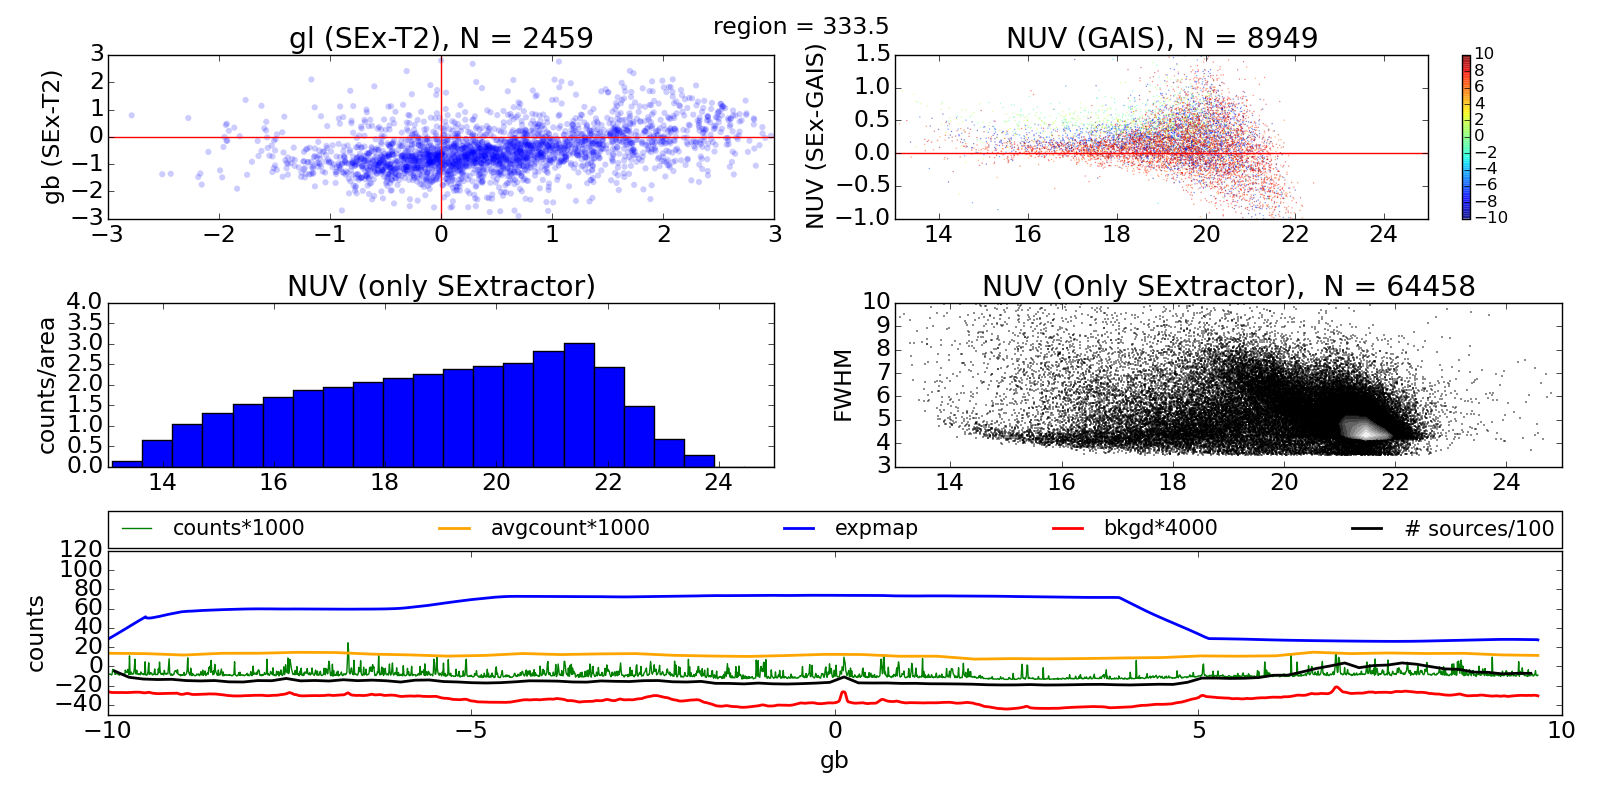 region = 333.5
gl (SEx-T2), N = 2459
gb (SEx-T2)
3
2
1
0
−1
−2
−3
−3 −2 −1 0 1 2 3
NUV (GAIS), N = 8949
NUV (SEx-GAIS)
1.5
1.0
0.5
0.0
−0.5
−1.0
14 16 18 20 22 24
10
8
6
4
2
0
−2
−4
−6
−8
−10
NUV (only SExtractor)
counts/area
4.0
3.5
3.0
2.5
2.0
1.5
1.0
0.5
0.0
14 16 18 20 22 24
NUV (Only SExtractor), N = 64458
FWHM
10
9
8
7
6
5
4
3
14 16 18 20 22 24
counts*1000 avgcount*1000 expmap bkgd*4000 # sources/100
counts
120
100
80
60
40
20
0
−20
−40
−10 −5 0 5 10
gb